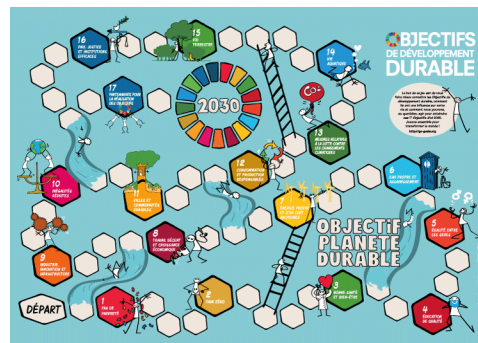 OBJECTIFS
DE DÉVELOPPEMENT
DURABLE
16
PAIX, JUSTICE
ET INSTITUTIONS
EFFICACES
15
VIE
TERRESTRE
14
VIE
AQUATIQUE
17
PARTENARIATS POUR
LA RÉALISATION
DES OBJECTIFS
2030
13
MESURES RELATIVES
À LA LUTTE CONTRE
LES CHANGEMENTS
CLIMATIQUES
12
CONSOMMATION
ET PRODUCTION
RESPONSABLES
6
EAU PROPRE ET
ASSAINISSEMENT
10
INÉGALITÉS
RÉDUITES
11
VILLES ET
COMMUNAUTÉS
DURABLES
7
ÉNERGIE PROPRE
ET D'UN COÛT
ABORDABLE
5
ÉGALITÉ ENTRE
LES SEXES
8
TRAVAIL DÉCENT
ET CROISSANCE
ÉCONOMIQUE
OBJECTIF
PLANÈTE
DURABLE
9
INDUSTRIE,
INNOVATION ET
INFRASTRUCTURE
DÉPART
1
PAS DE
PAUVRETÉ
2
FAIM ZÉRO
3
BONNE SANTÉ
ET BIEN-ÊTRE
4
ÉDUCATION
DE QUALITÉ